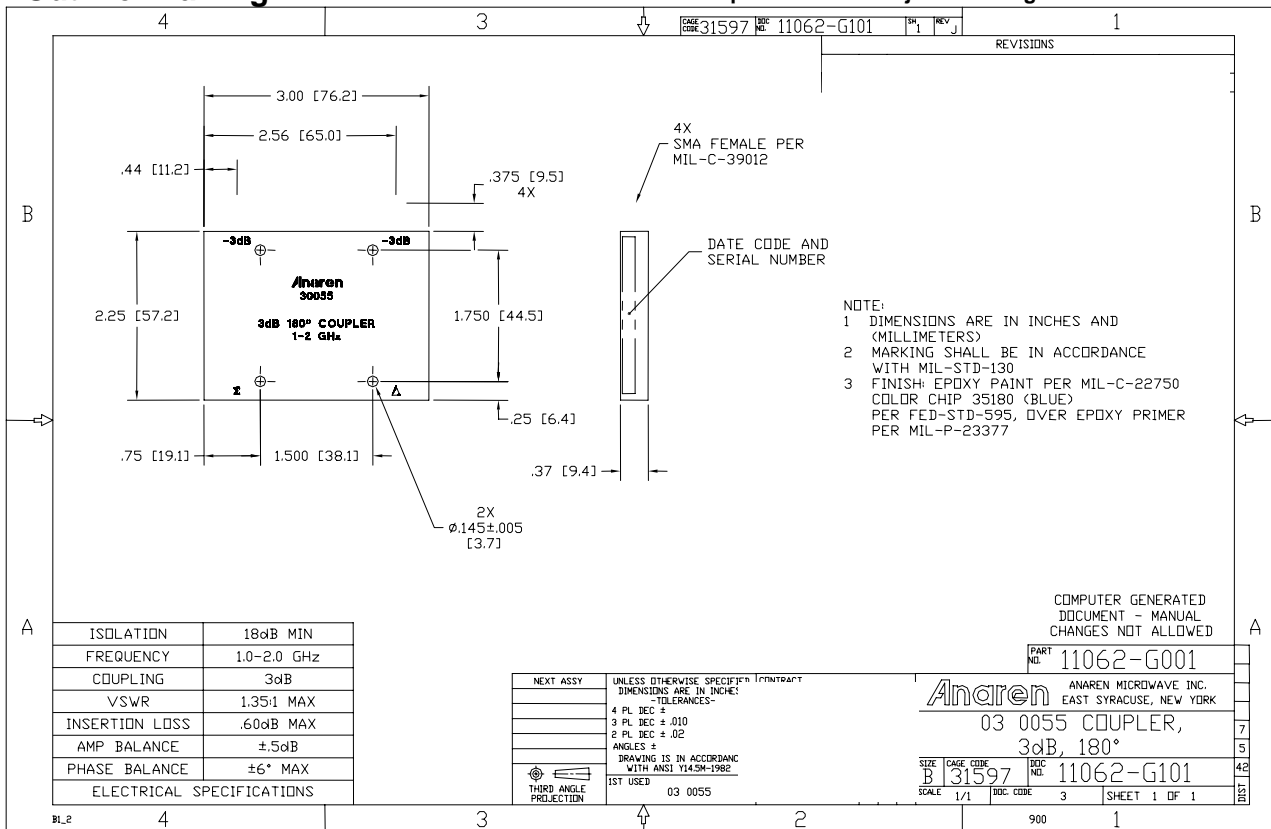 4 3 1
CAGE CODE 31597 DOC NO. 11062-G101 SH 1 REV J
REVISIONS
3.00 [76.2]
2.56 [65.0]
.44 [11.2]
.375 [9.5]
4X
4X
SMA FEMALE PER
MIL-C-39012
B B
-3dB -3dB
Anaren
30055
3dB 180° COUPLER
1-2 GHz
Σ Δ
2.25 [57.2]
1.750 [44.5]
.25 [6.4]
.75 [19.1]
1.500 [38.1]
.37 [9.4]
2X
Ø.145±.005
[3.7]
DATE CODE AND
SERIAL NUMBER
NOTE:
1 DIMENSIONS ARE IN INCHES AND
(MILLIMETERS)
2 MARKING SHALL BE IN ACCORDANCE
WITH MIL-STD-130
3 FINISH: EPOXY PAINT PER MIL-C-22750
COLOR CHIP 35180 (BLUE)
PER FED-STD-595, OVER EPOXY PRIMER
PER MIL-P-23377
COMPUTER GENERATED
DOCUMENT - MANUAL
CHANGES NOT ALLOWED
A A
ISOLATION 18dB MIN
FREQUENCY 1.0-2.0 GHz
COUPLING 3dB
VSWR 1.35:1 MAX
INSERTION LOSS .60dB MAX
AMP BALANCE ±.5dB
PHASE BALANCE ±6° MAX
ELECTRICAL SPECIFICATIONS
NEXT ASSY
THIRD ANGLE
PROJECTION
UNLESS OTHERWISE SPECIFIED
DIMENSIONS ARE IN INCHES
-TOLERANCES-
4 PL DEC ±
3 PL DEC ± .010
2 PL DEC ± .02
ANGLES ±
DRAWING IS IN ACCORDANC
WITH ANSI Y14.5M-1982
1ST USED
03 0055
CONTRACT
PART NO. 11062-G001
Anaren
ANAREN MICROWAVE INC.
EAST SYRACUSE, NEW YORK
03 0055 COUPLER,
3dB, 180°
SIZE B CAGE CODE 31597 DOC NO. 11062-G101
SCALE 1/1 DOC. CODE 3 SHEET 1 OF 1
7
5
42
DIST
B1_2 4 3 2 900 1